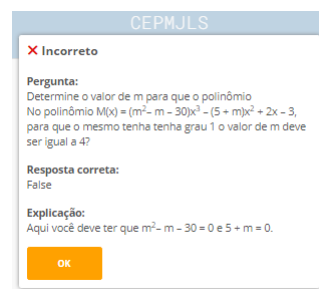 CEPMJLS
✕ Incorreto
Pergunta:
Determine o valor de m para que o polinômio
No polinômio M(x) = (m²– m – 30)x³ – (5 + m)x² + 2x – 3,
para que o mesmo tenha tenha grau 1 o valor de m deve
ser igual a 4?
Resposta correta:
False
Explicação:
Aqui você deve ter que m²– m – 30 = 0 e 5 + m = 0.
OK